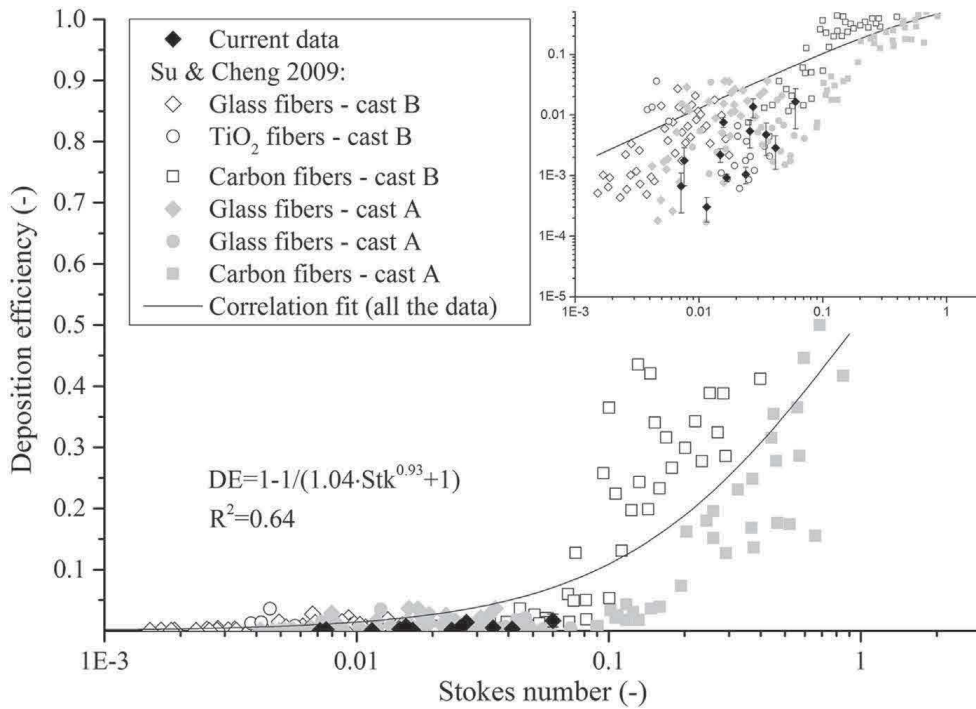 Current data
Su & Cheng 2009:
Glass fibers - cast B
TiO2 fibers - cast B
Carbon fibers - cast B
Glass fibers - cast A
Glass fibers - cast A
Carbon fibers - cast A
Correlation fit (all the data)
Deposition efficiency (-)
1.0
0.9
0.8
0.7
0.6
0.5
0.4
0.3
0.2
0.1
0.1
0.01
1E-3
1E-4
1E-5
1E-3
0.01
0.1
1
DE=1-1/(1.04·Stk^0.93+1)
R²=0.64
1E-3
0.01
0.1
1
Stokes number (-)